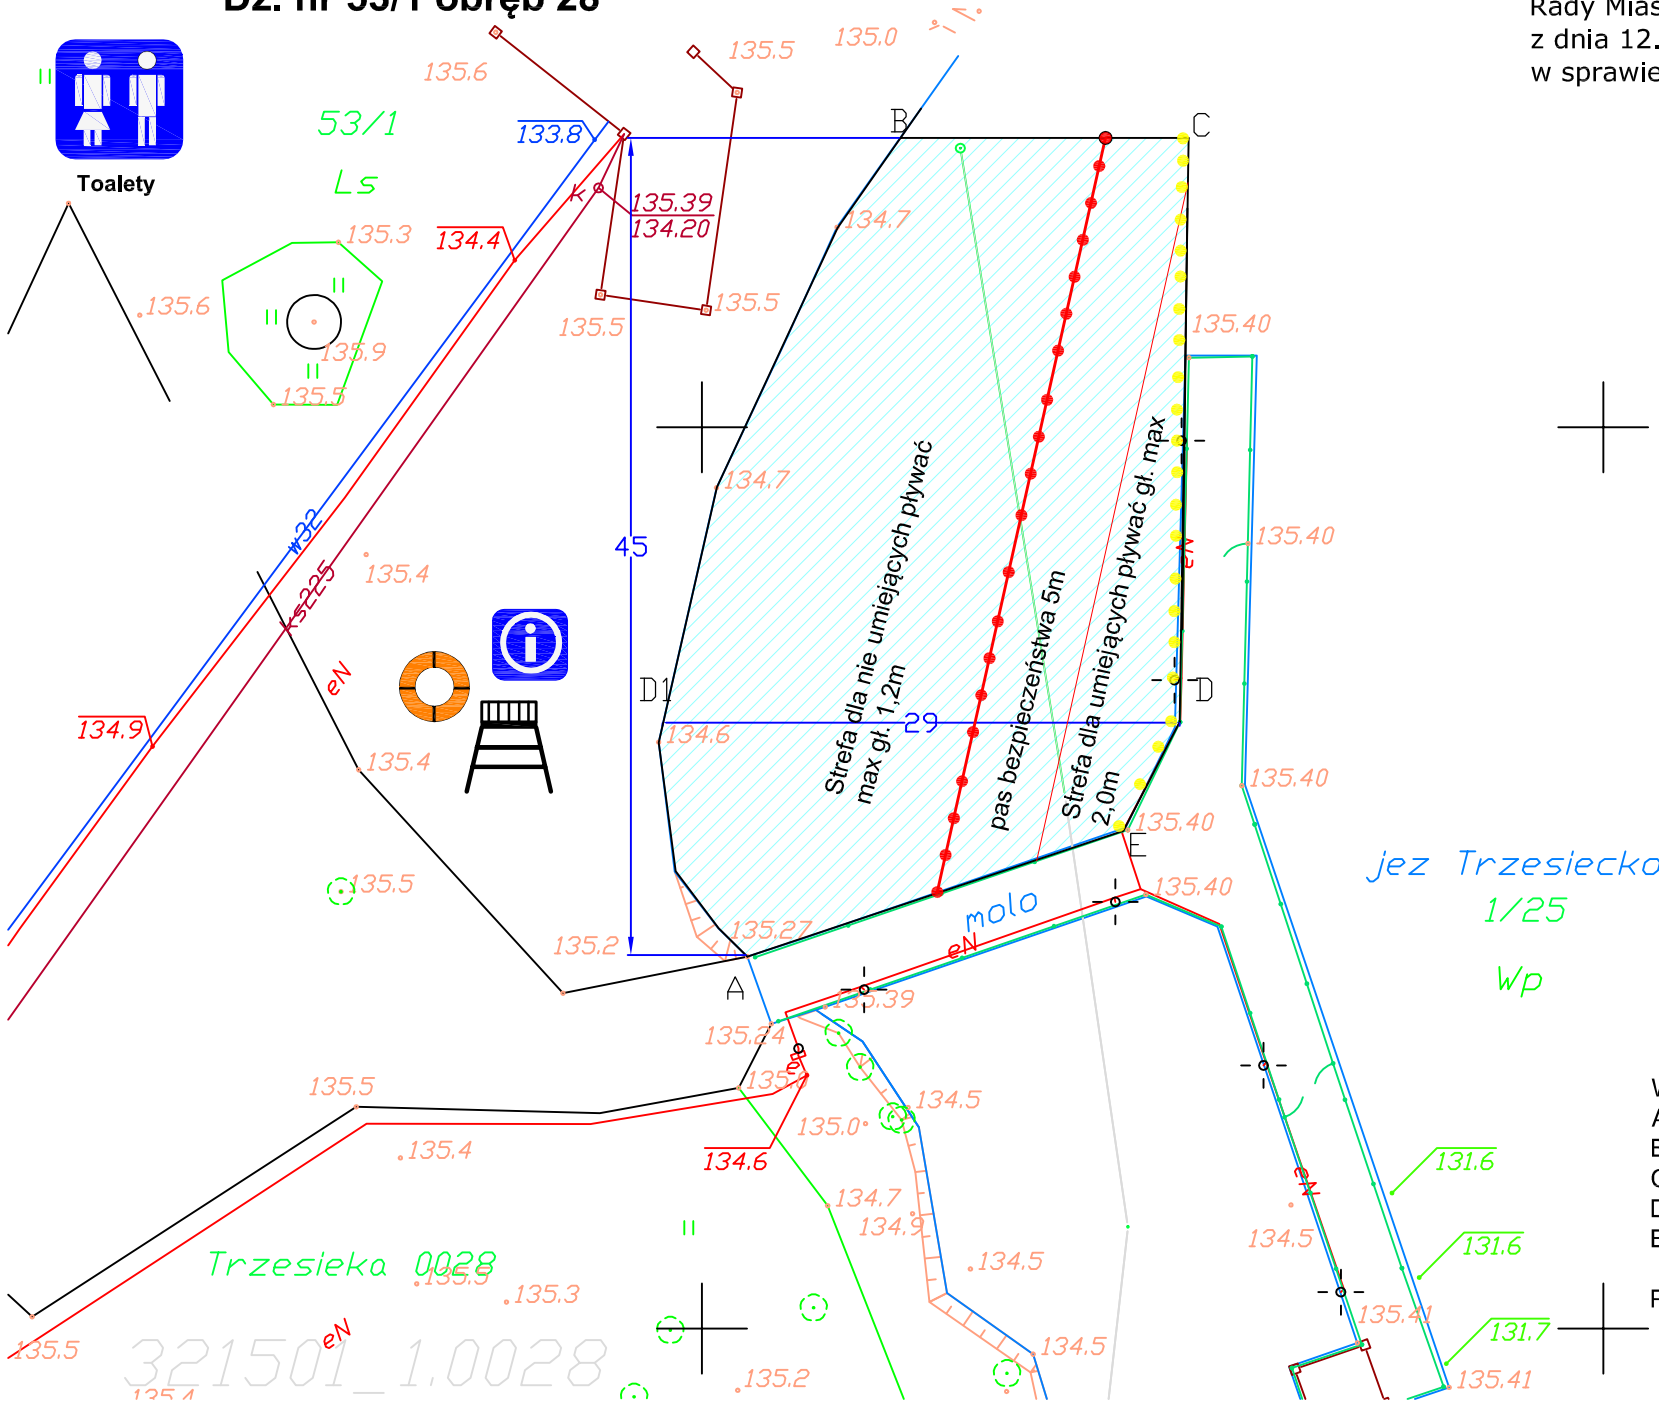 Dz. nr 53/1 obręb 28
Rady Mias
z dnia 12.
w sprawie
Toalety
53/1
Ls
135.6
135.5
135.0
133.8
B
C
K
135.39
134.20
134.4
134.7
135.3
135.6
135.9
135.5
135.5
135.5
135.40
134.7
w32
ks225
135.4
45
eN
135.40
Strefa dla nie umiejących pływać
max gł. 1,2m
pas bezpieczeństwa 5m
Strefa dla umiejących pływać gł. max
2,0m
eN
D1
D
29
134.9
134.6
135.4
135.40
135.40
E
135.5
135.2
135.27
A
molo
eN
135.40
jez Trzesiecko
1/25
Wp
135.39
135.24
135.0
135.5
134.5
135.0
135.4
134.6
131.6
eN
134.7
134.9
134.5
131.6
Trzesieka 0028
135.5
135.3
134.5
eN
135.41
131.7
135.5
321501_1.0028
134.5
135.2
135.41
135.4